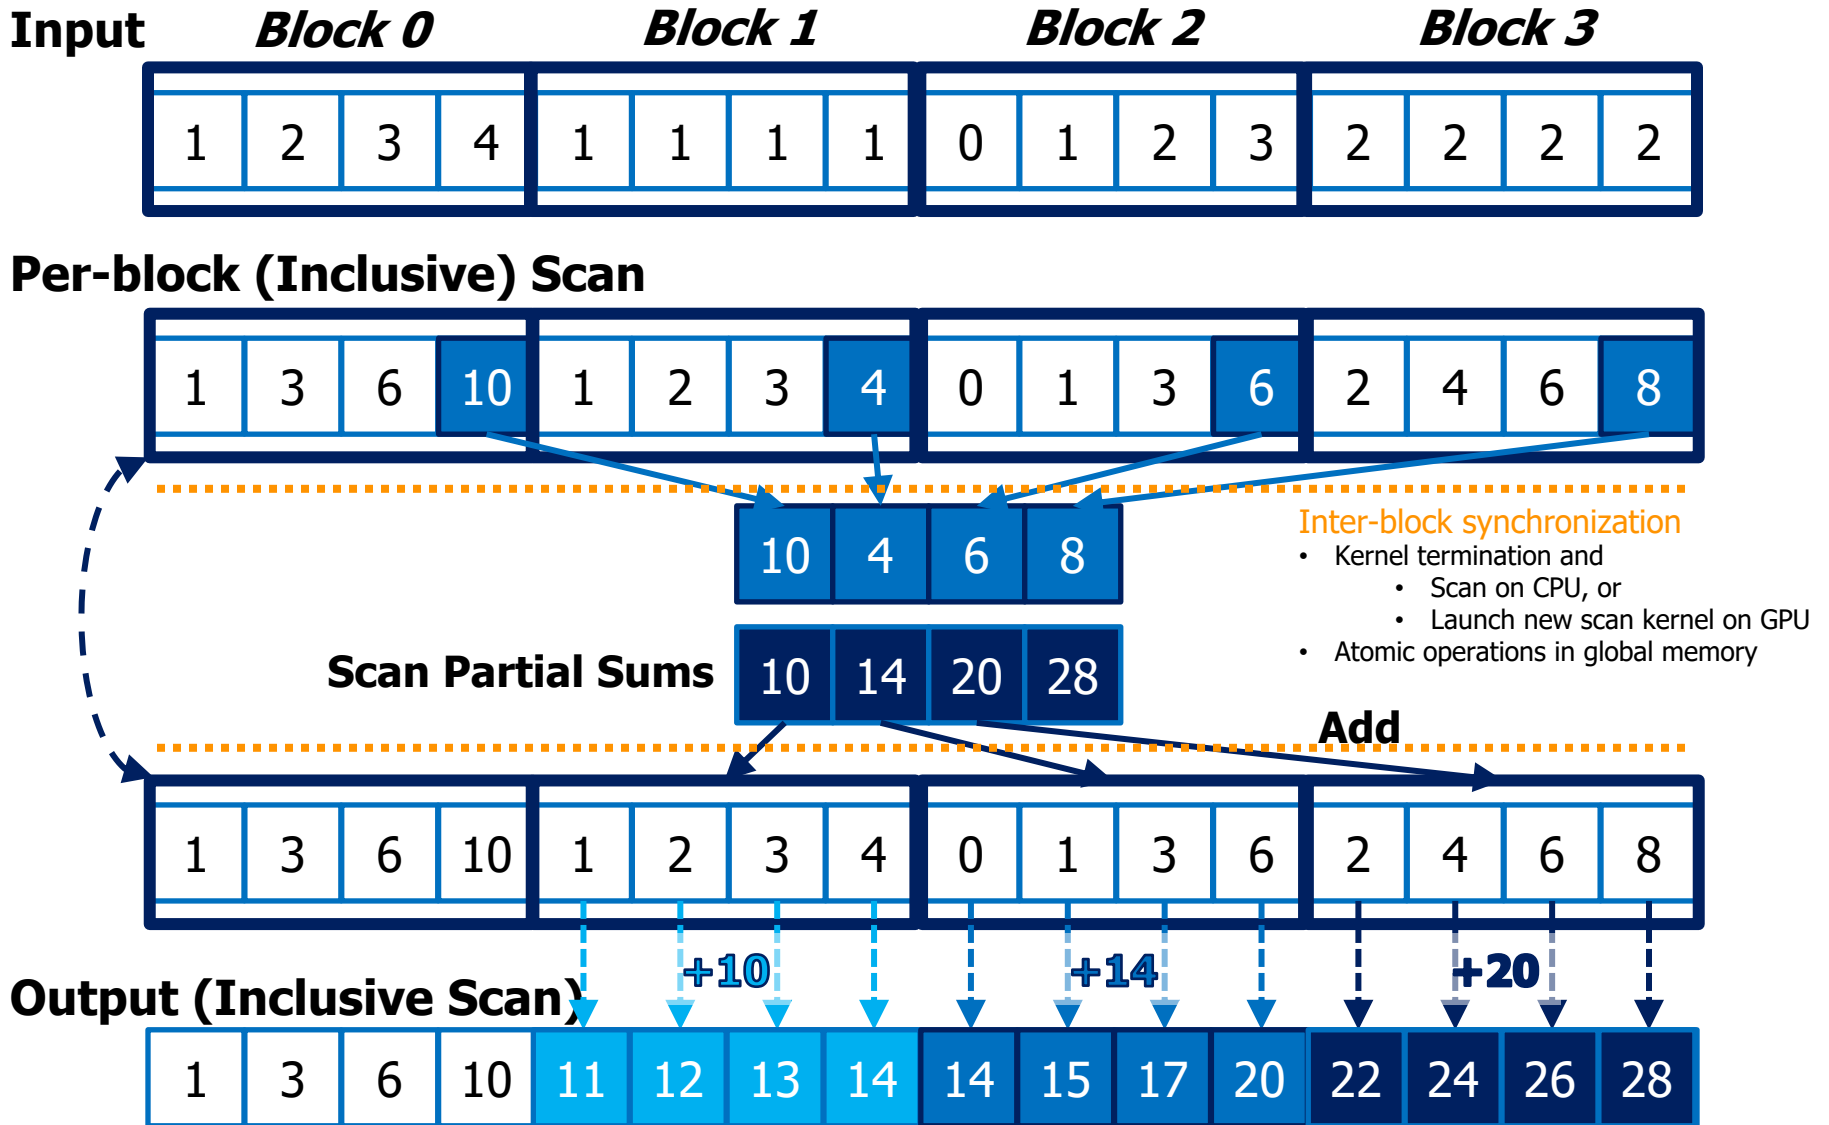 Input Block 0 Block 1 Block 2 Block 3
1 2 3 4 1 1 1 1 0 1 2 3 2 2 2 2
Per-block (Inclusive) Scan
1 3 6 10 1 2 3 4 0 1 3 6 2 4 6 8
10 4 6 8
Inter-block synchronization
• Kernel termination and
• Scan on CPU, or
• Launch new scan kernel on GPU
• Atomic operations in global memory
Scan Partial Sums 10 14 20 28
Add
1 3 6 10 1 2 3 4 0 1 3 6 2 4 6 8
+10 +14 +20
Output (Inclusive Scan)
1 3 6 10 11 12 13 14 14 15 17 20 22 24 26 28